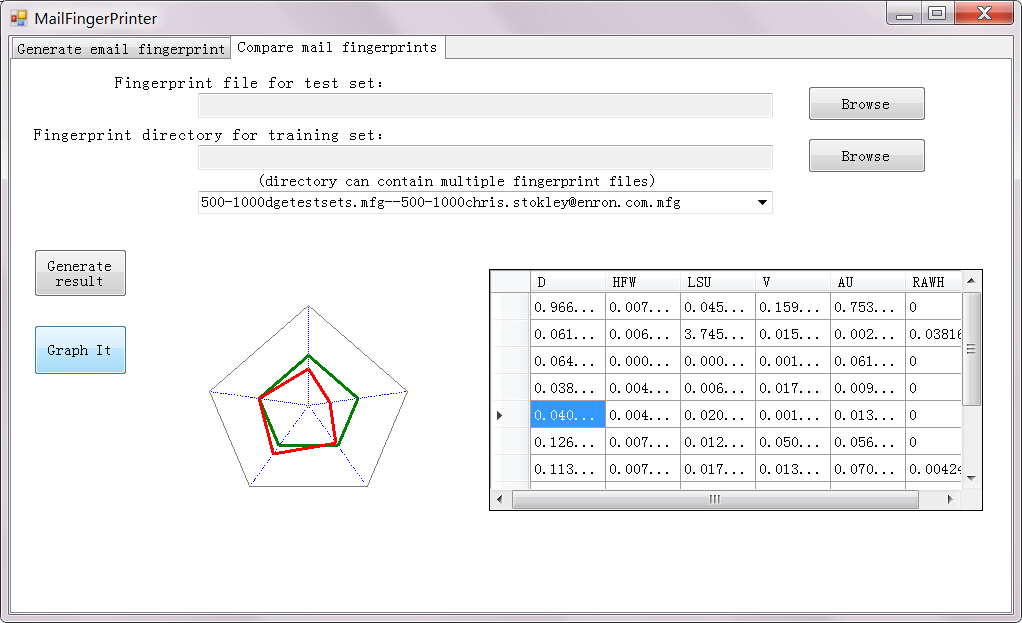 MailFingerPrinter
Generate email fingerprint Compare mail fingerprints
Fingerprint file for test set:
Browse
Fingerprint directory for training set:
Browse
(directory can contain multiple fingerprint files)
500-1000dgetestsets.mfg--500-1000chris.stokley@enron.com.mfg
Generate
result
Graph It
D HFW LSU V AU RAWH
0.966... 0.007... 0.045... 0.159... 0.753... 0
0.061... 0.006... 3.745... 0.015... 0.002... 0.03816
0.064... 0.000... 0.000... 0.001... 0.061... 0
0.038... 0.004... 0.006... 0.017... 0.009... 0
0.040... 0.004... 0.020... 0.001... 0.013... 0
0.126... 0.007... 0.012... 0.050... 0.056... 0
0.113... 0.007... 0.017... 0.013... 0.070... 0.00424